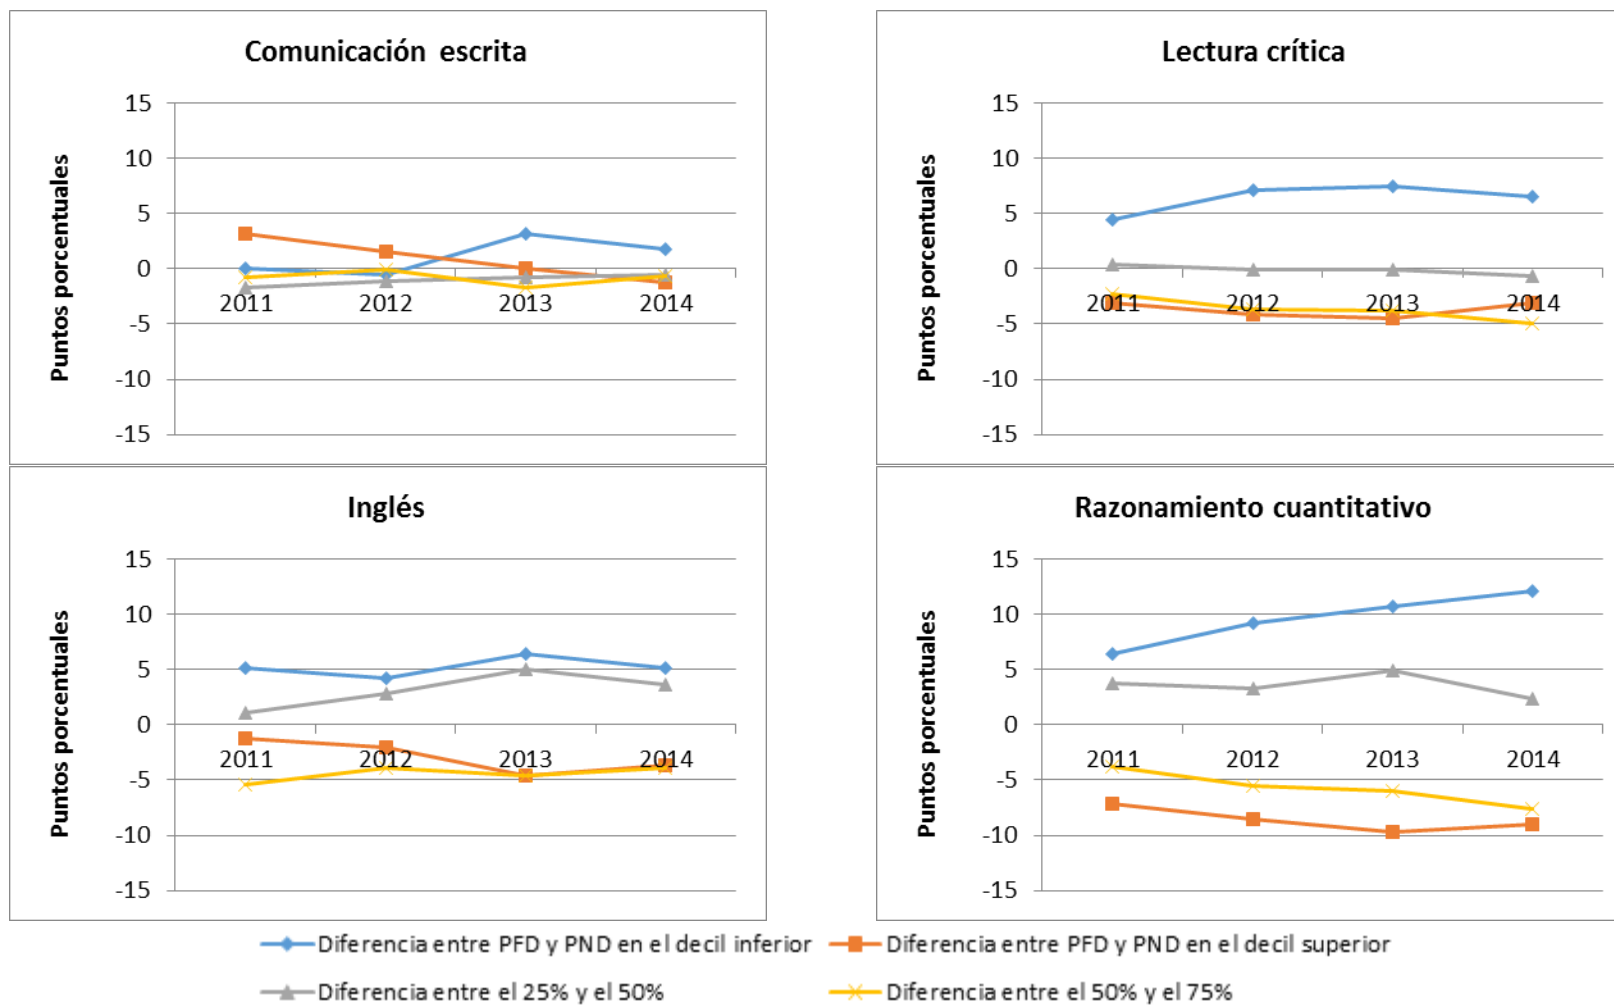 Comunicación escrita
Puntos porcentuales
15
10
5
0
-5
-10
-15
2011 2012 2013 2014
Lectura crítica
Puntos porcentuales
15
10
5
0
-5
-10
-15
2011 2012 2013 2014
Inglés
Puntos porcentuales
15
10
5
0
-5
-10
-15
2011 2012 2013 2014
Razonamiento cuantitativo
Puntos porcentuales
15
10
5
0
-5
-10
-15
2011 2012 2013 2014
Diferencia entre PFD y PND en el decil inferior
Diferencia entre PFD y PND en el decil superior
Diferencia entre el 25% y el 50%
Diferencia entre el 50% y el 75%